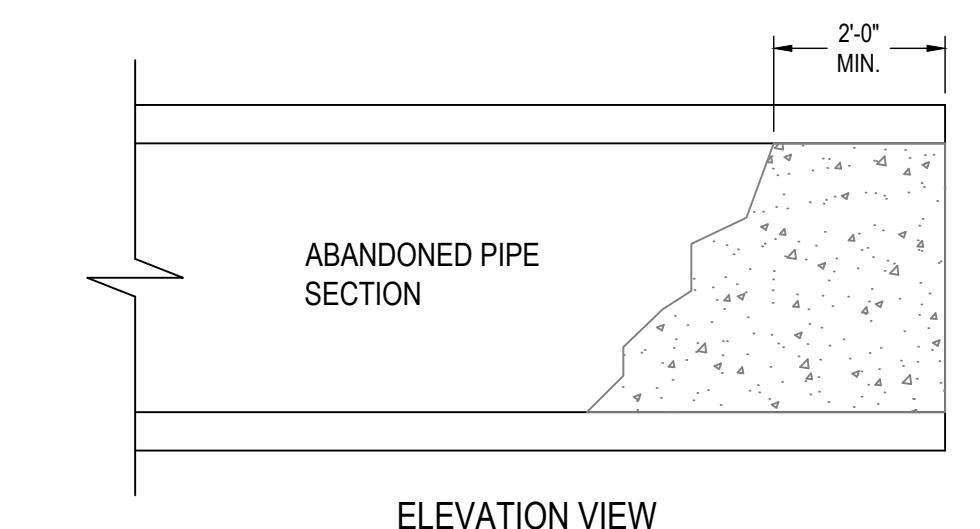 2'-0"
MIN.
ABANDONED PIPE
SECTION
ELEVATION VIEW